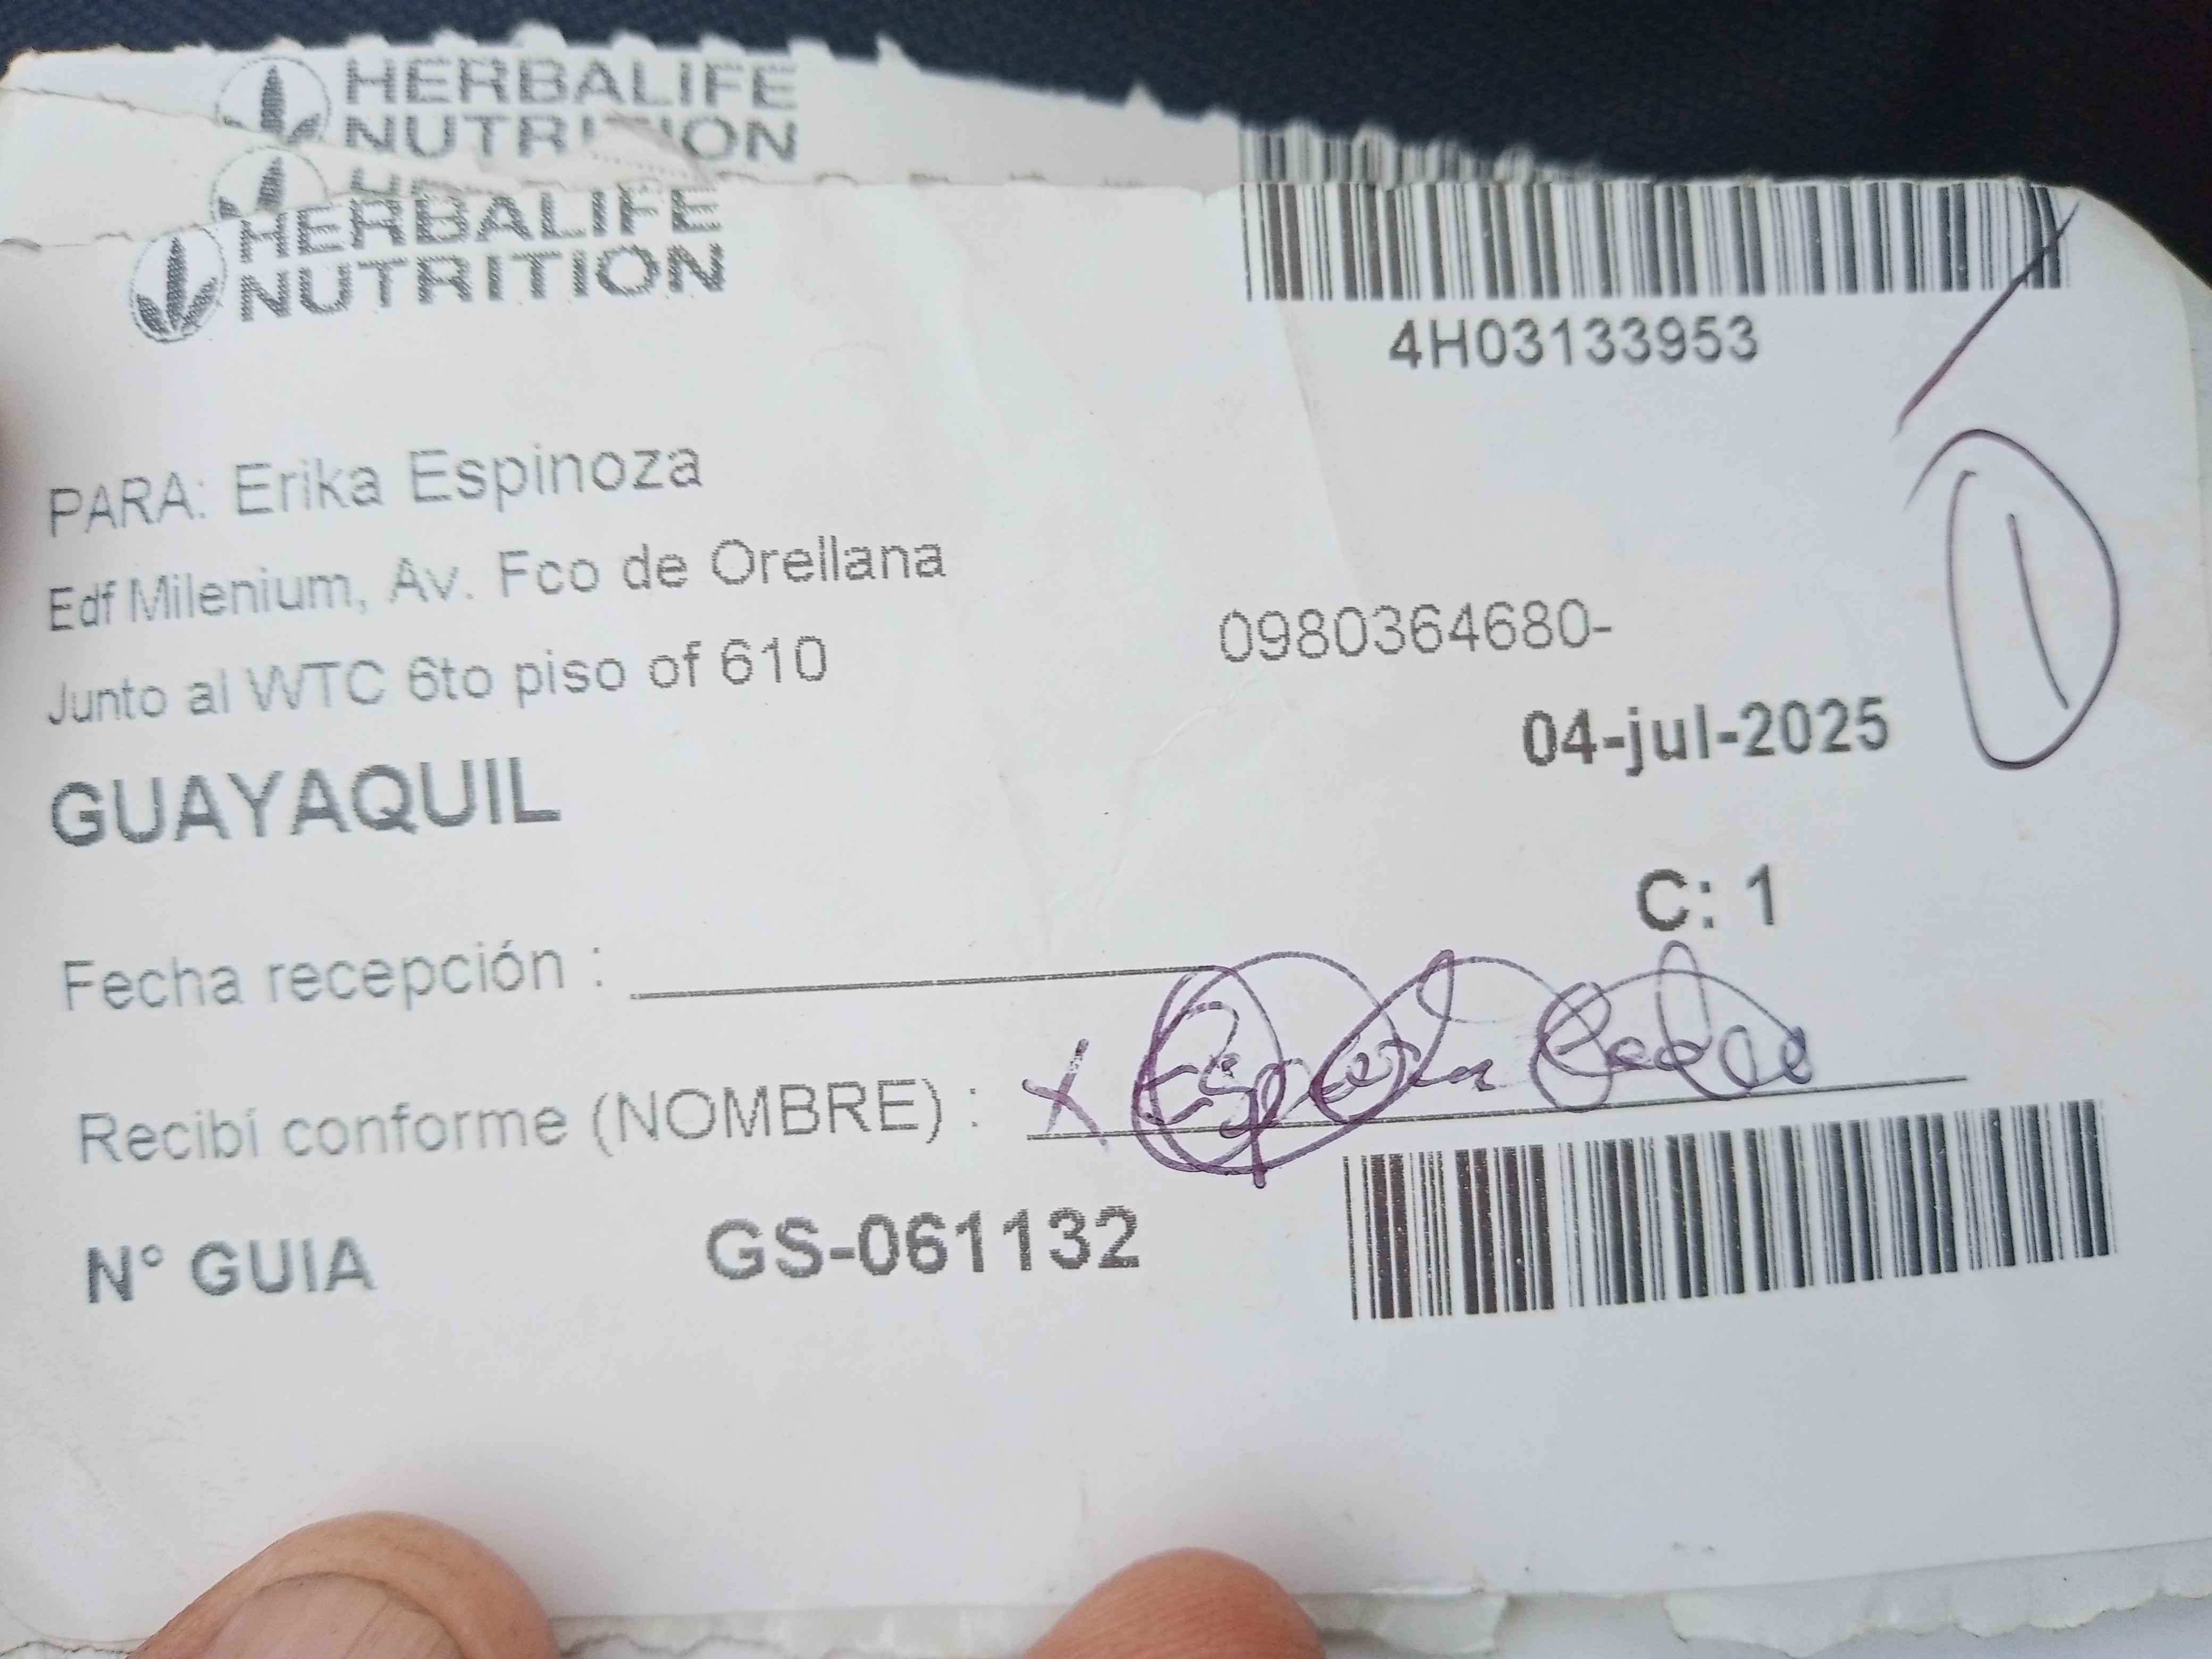 HERBALIFE
NUTRITION
HERBALIFE
NUTRITION
4H03133953
PARA: Erika Espinoza
Edf Milenium, Av. Fco de Orellana
Junto al WTC 6to piso of 610
0980364680-
04-jul-2025
GUAYAQUIL
C: 1
1
Fecha recepción :
Recibí conforme (NOMBRE) : X
N° GUIA GS-061132